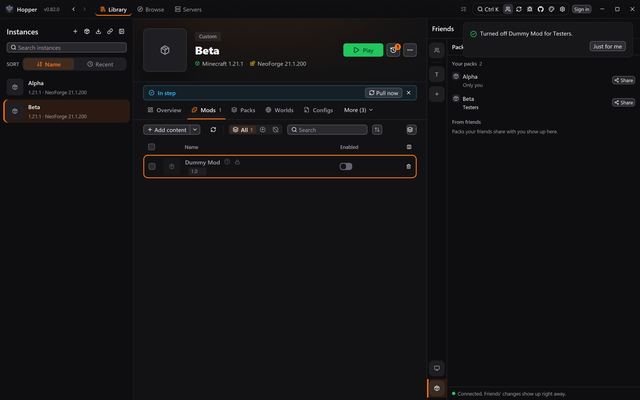 Hopper v0.82.0 Library Browse Servers Ctrl K Sign in
Instances
Search instances
SORT Name Recent
Alpha
1.21.1 · NeoForge 21.1.200
Beta
1.21.1 · NeoForge 21.1.200
Custom
Beta
Minecraft 1.21.1 NeoForge 21.1.200
Play
In step
Pull now
Overview Mods 1 Packs Worlds Configs More (3)
Add content All 1 Search
Name Enabled
Dummy Mod
1.0
Friends
Turned off Dummy Mod for Testers.
Just for me
Your packs 2
Alpha
Only you
Share
Beta
Testers
Share
From friends
Packs your friends share with you show up here.
T
Connected. Friends' changes show up right away.